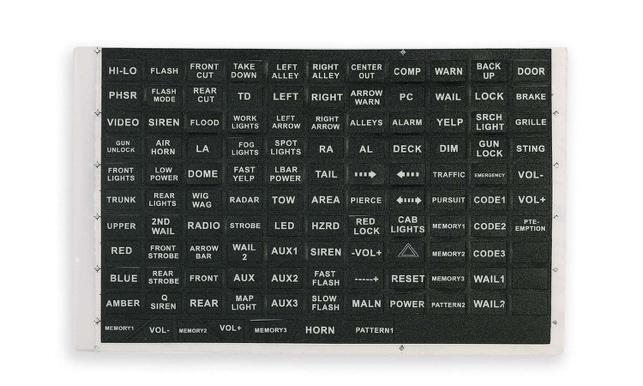 HI-LO FLASH FRONT CUT TAKE DOWN LEFT ALLEY RIGHT ALLEY CENTER OUT COMP WARN BACK UP DOOR
PHSR FLASH MODE REAR CUT TD LEFT RIGHT ARROW WARN PC WAIL LOCK BRAKE
VIDEO SIREN FLOOD WORK LIGHTS LEFT ARROW RIGHT ARROW ALLEYS ALARM YELP SRCH LIGHT GRILLE
GUN UNLOCK AIR HORN LA FOG LIGHTS SPOT LIGHTS RA AL DECK DIM GUN LOCK STING
FRONT LIGHTS LOW POWER DOME FAST YELP LBAR POWER TAIL TRAFFIC EMERGENCY VOL-
TRUNK REAR LIGHTS WIG WAG RADAR TOW AREA PIERCE PURSUIT CODE1 VOL+
UPPER 2ND WAIL RADIO STROBE LED HZRD RED LOCK CAB LIGHTS MEMORY1 CODE2 PTE-EMPTION
RED FRONT STROBE ARROW BAR WAIL 2 AUX1 SIREN -VOL+ MEMORY2 CODE3
BLUE REAR STROBE FRONT AUX AUX2 FAST FLASH -----+ RESET MEMORY3 WAIL1
AMBER Q SIREN REAR MAP LIGHT AUX3 SLOW FLASH MALN POWER PATTERN2 WAIL2
MEMORY1 VOL- MEMORY2 VOL+ MEMORY3 HORN PATTERN1